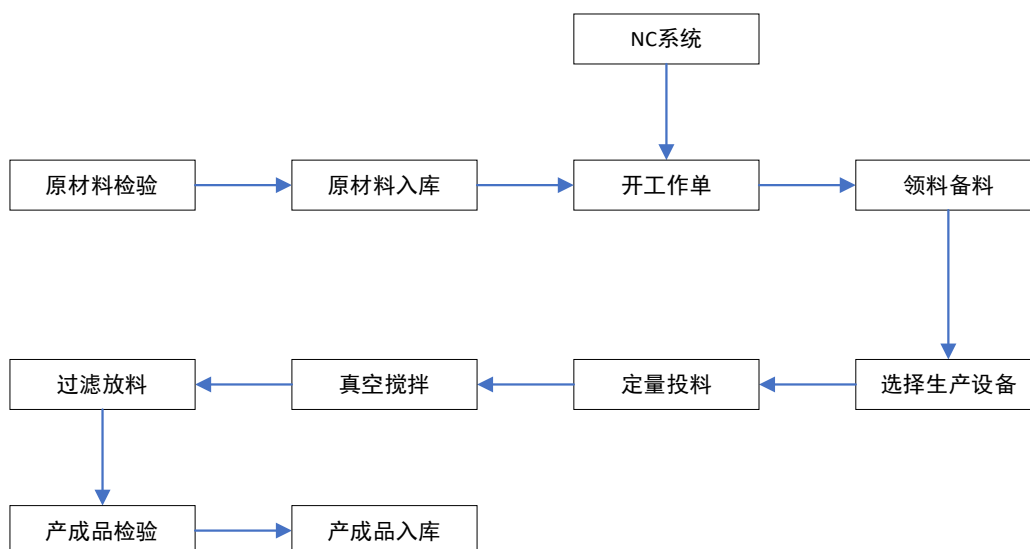 NC系统
原材料检验
原材料入库
开工作单
领料备料
过滤放料
真空搅拌
定量投料
选择生产设备
产成品检验
产成品入库